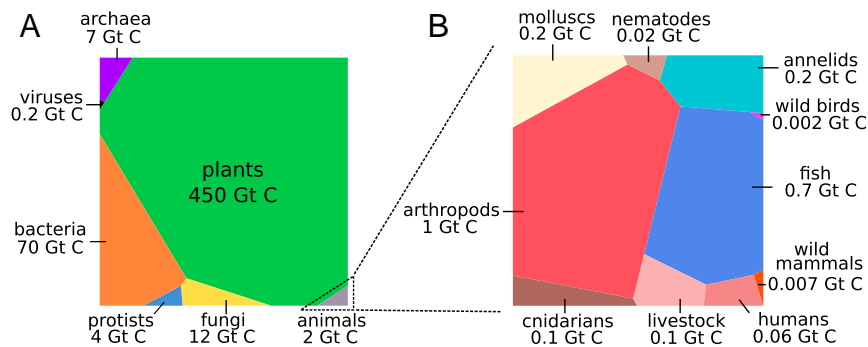 A
archaea
7 Gt C
viruses
0.2 Gt C
plants
450 Gt C
bacteria
70 Gt C
protists
4 Gt C
fungi
12 Gt C
animals
2 Gt C
B
molluscs
0.2 Gt C
nematodes
0.02 Gt C
annelids
0.2 Gt C
wild birds
0.002 Gt C
fish
0.7 Gt C
arthropods
1 Gt C
wild
mammals
0.007 Gt C
cnidarians
0.1 Gt C
livestock
0.1 Gt C
humans
0.06 Gt C